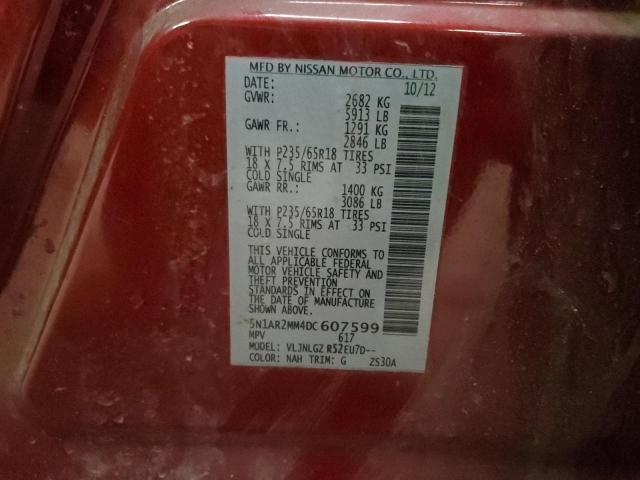 MFD BY NISSAN MOTOR CO., LTD.
DATE: 10/12
GVWR: 2682 KG
5913 LB
GAWR FR.: 1291 KG
2846 LB
WITH P235/65R18 TIRES
18 X 7.5 RIMS AT 33 PSI
COLD SINGLE
GAWR RR.: 1400 KG
3086 LB
WITH P235/65R18 TIRES
18 X 7.5 RIMS AT 33 PSI
COLD SINGLE
THIS VEHICLE CONFORMS TO
ALL APPLICABLE FEDERAL
MOTOR VEHICLE SAFETY AND
THEFT PREVENTION
STANDARDS IN EFFECT ON
THE DATE OF MANUFACTURE
SHOWN ABOVE.
5N1AR2MM4DC607599
MPV 617
MODEL: VLJNLGZ R52EU7D--
COLOR: NAH TRIM: G ZS30A